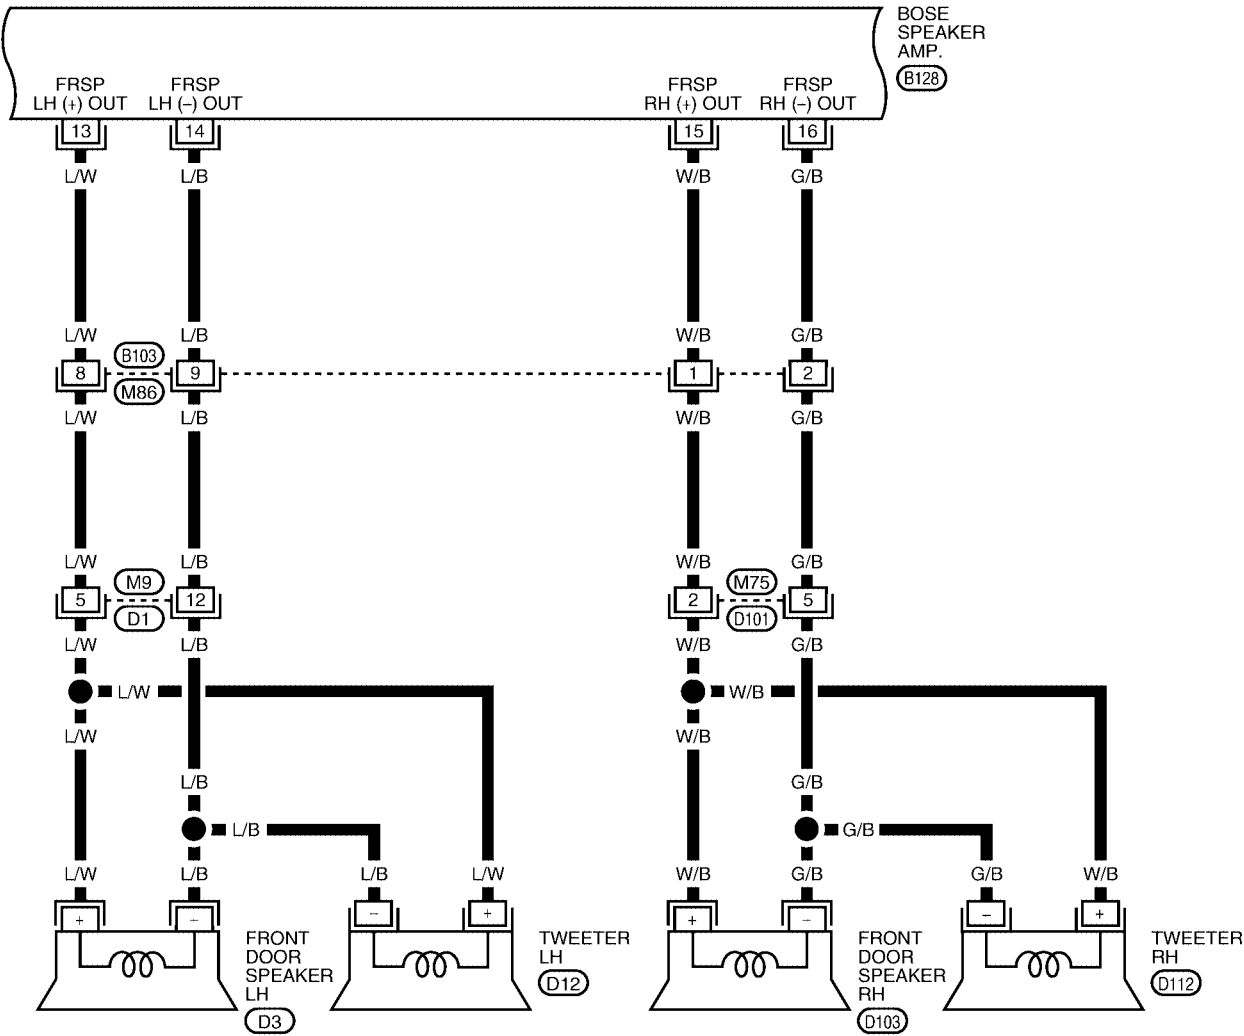 BOSE
SPEAKER
AMP.
B128
FRSP FRSP FRSP FRSP
LH (+) OUT LH (–) OUT RH (+) OUT RH (–) OUT
13 14 15 16
L/W L/B W/B G/B
L/W L/B W/B G/B
B103
8 9 1 2
M86
L/W L/B W/B G/B
L/W L/B W/B G/B
M9 M75
5 12 2 5
D1 D101
L/W L/B W/B G/B
L/W W/B
L/W W/B
L/B G/B
L/B G/B
L/W L/B L/B L/W W/B G/B G/B W/B
+ – – + + – – +
FRONT
DOOR
SPEAKER
LH
D3
TWEETER
LH
D12
FRONT
DOOR
SPEAKER
RH
D103
TWEETER
RH
D112